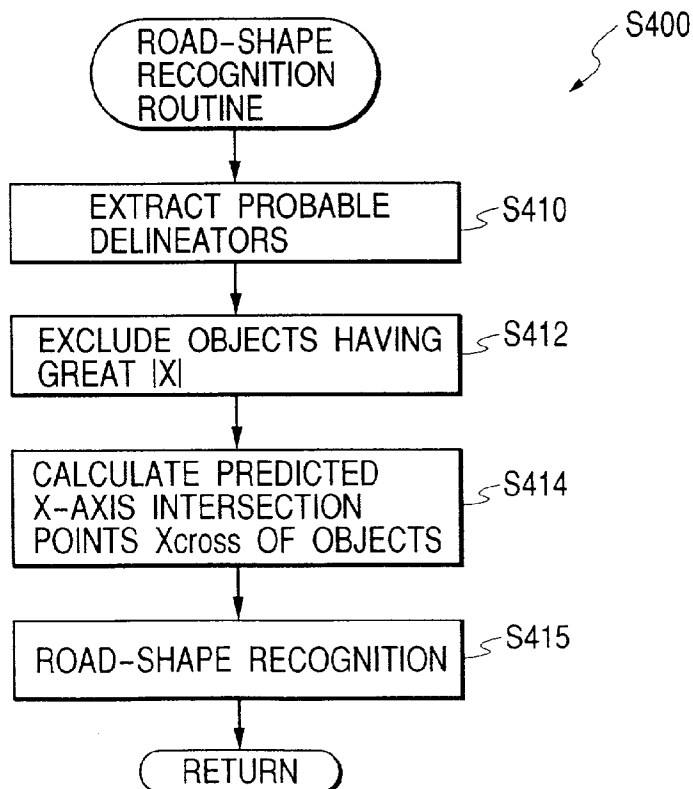 S400
ROAD-SHAPE
RECOGNITION
ROUTINE
EXTRACT PROBABLE
DELINEATORS
S410
EXCLUDE OBJECTS HAVING
GREAT |X|
S412
CALCULATE PREDICTED
X-AXIS INTERSECTION
POINTS Xcross OF OBJECTS
S414
ROAD-SHAPE RECOGNITION
S415
RETURN